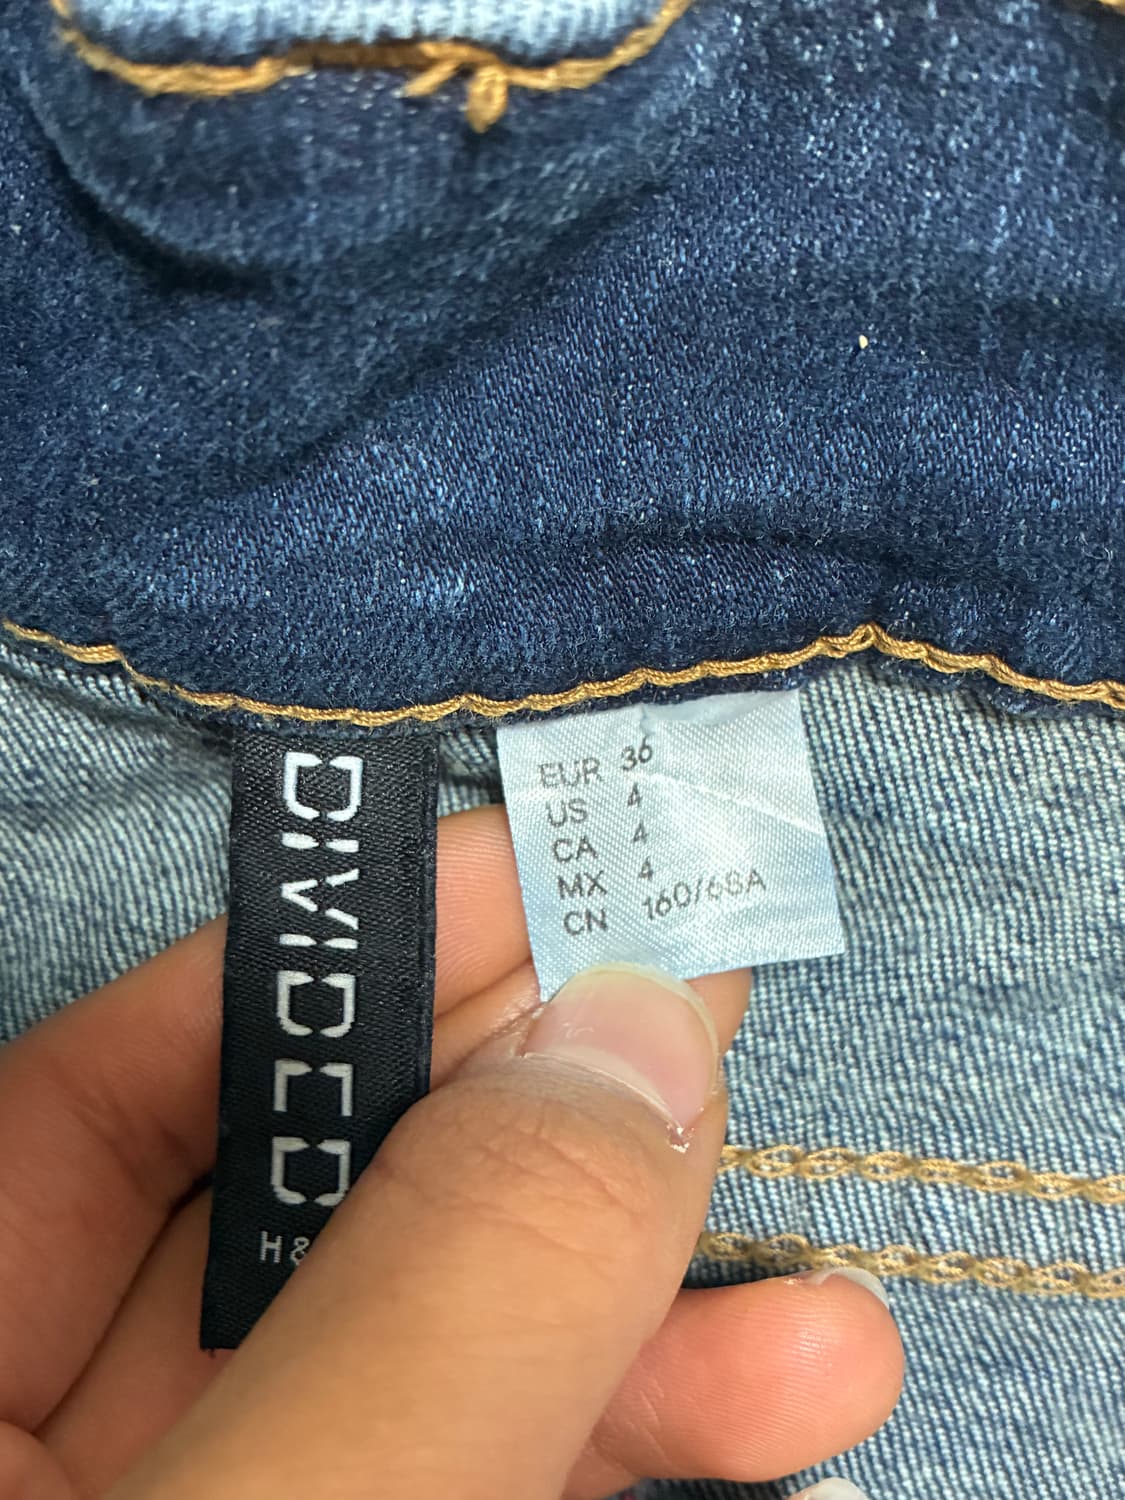 DIVIDED
H&
EUR 36
US 4
CA 4
MX 4
CN 160/68A